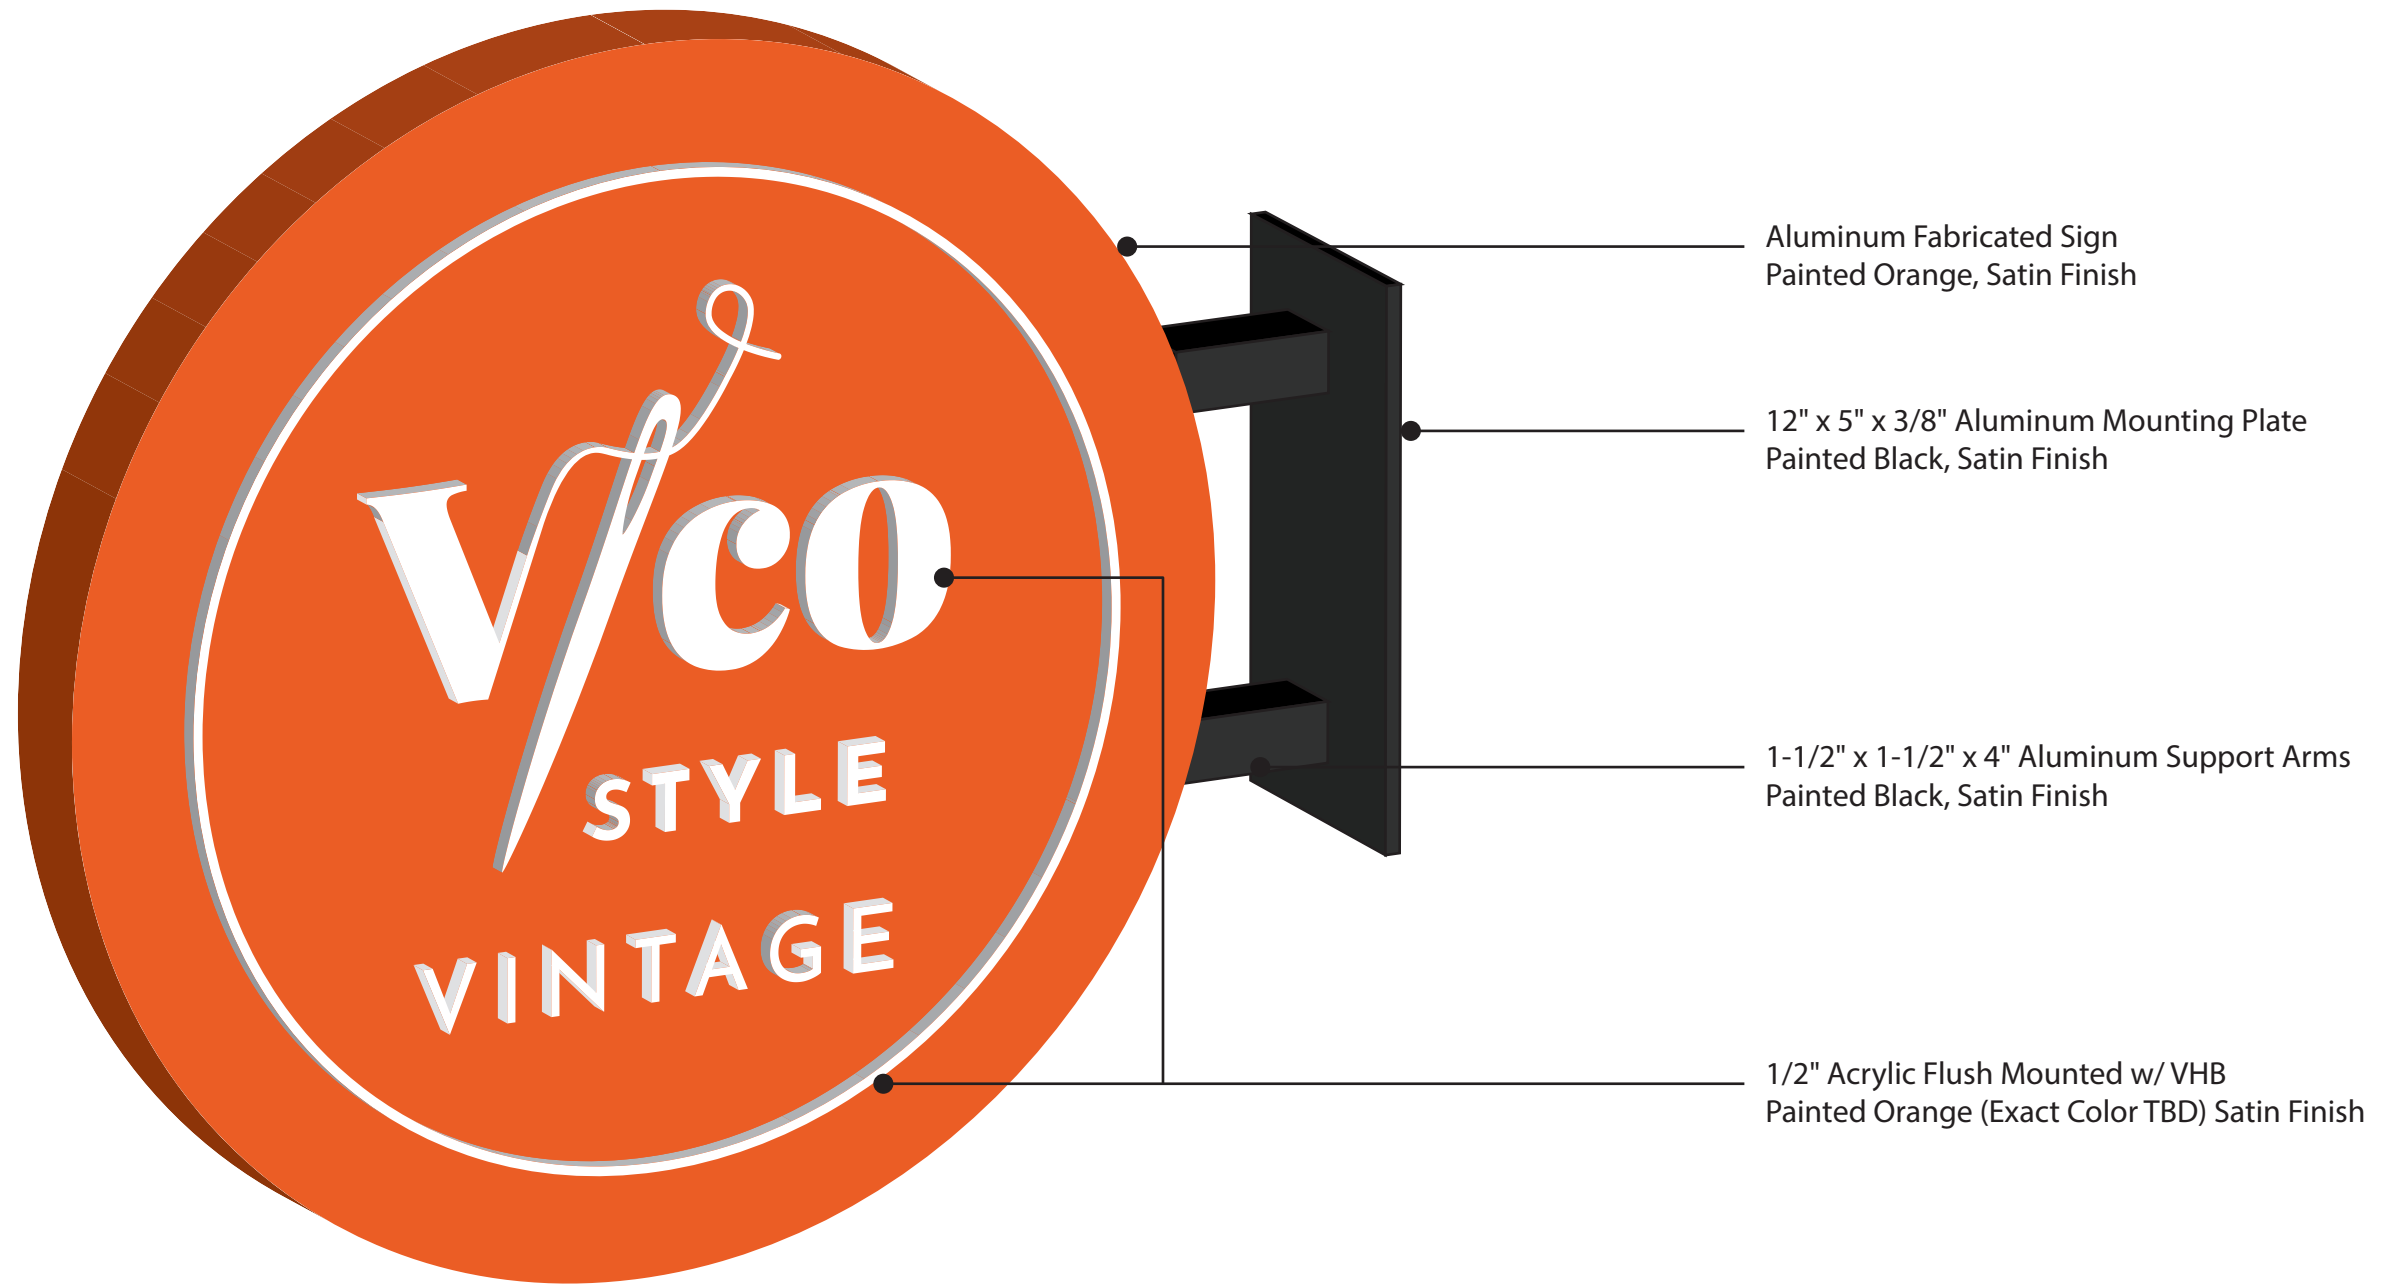 Vco
STYLE
VINTAGE
Aluminum Fabricated Sign
Painted Orange, Satin Finish
12" x 5" x 3/8" Aluminum Mounting Plate
Painted Black, Satin Finish
1-1/2" x 1-1/2" x 4" Aluminum Support Arms
Painted Black, Satin Finish
1/2" Acrylic Flush Mounted w/ VHB
Painted Orange (Exact Color TBD) Satin Finish